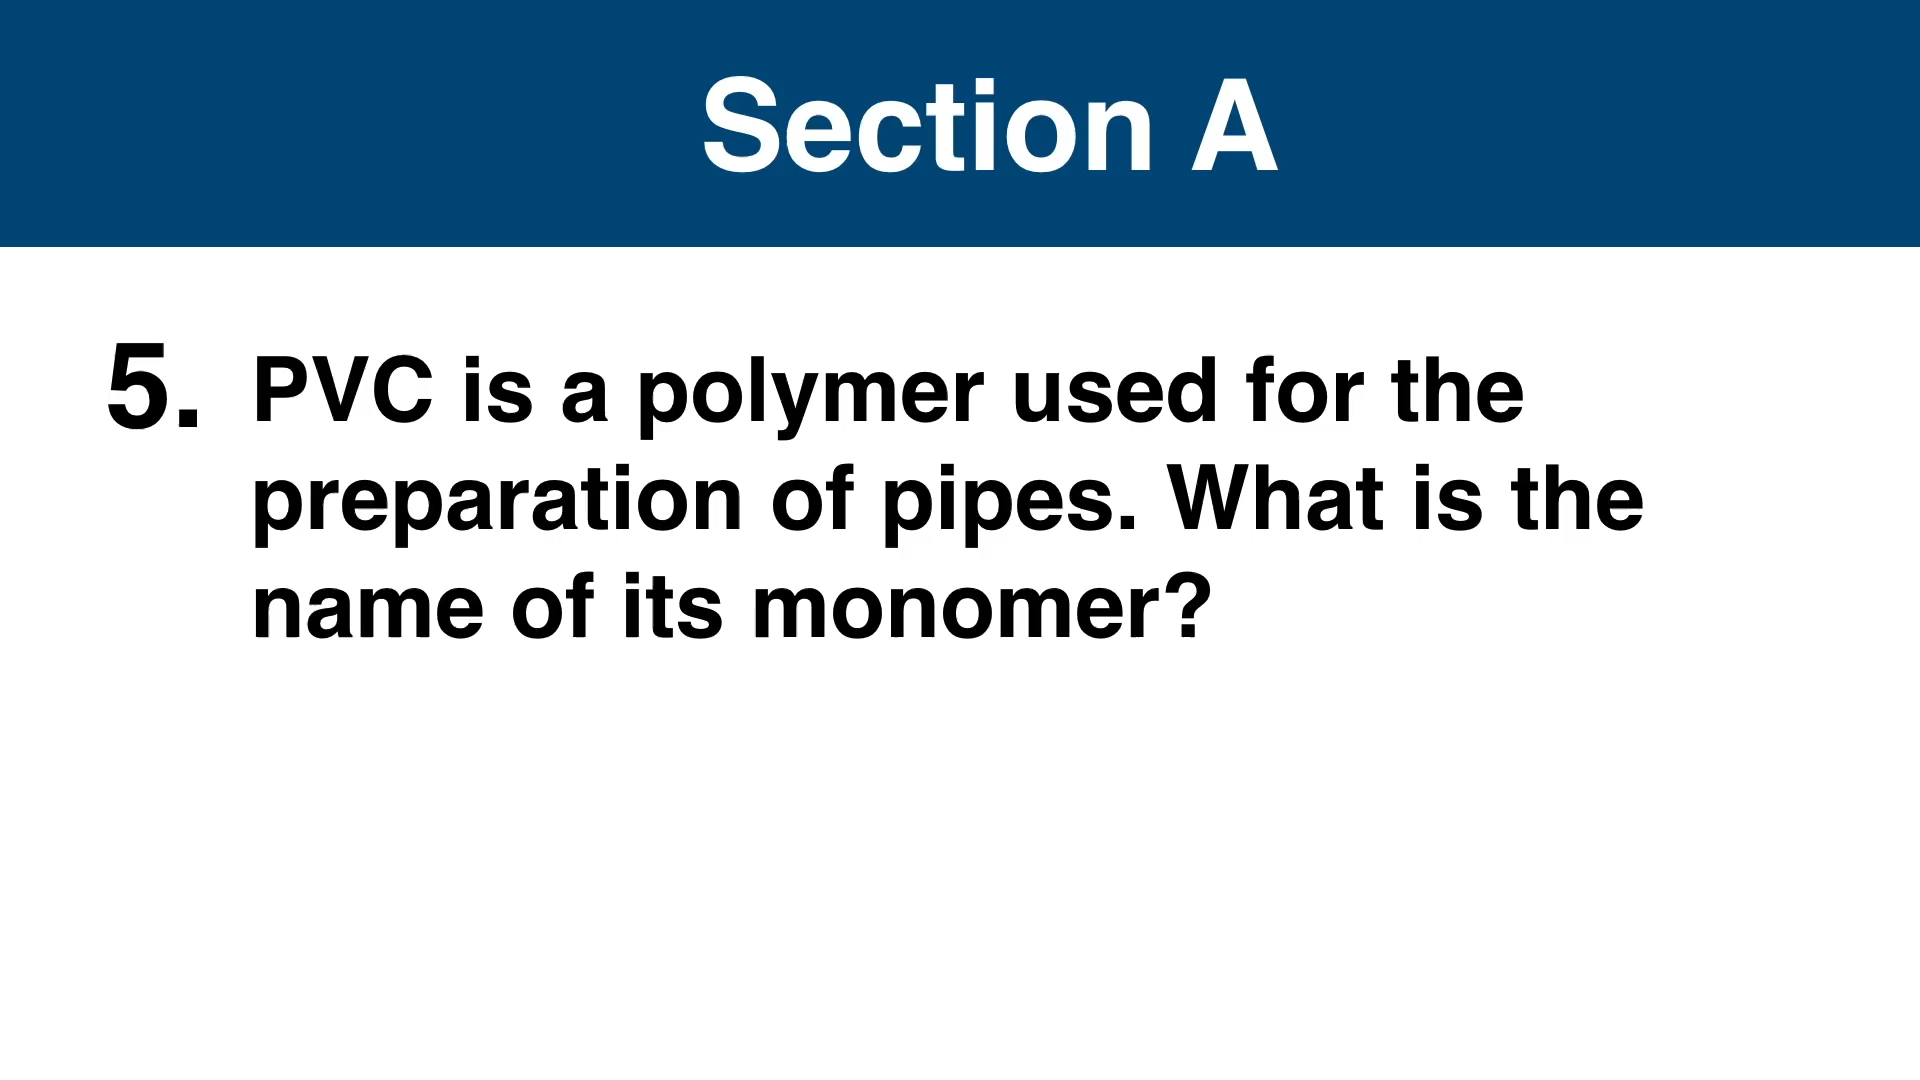 Section A
5. PVC is a polymer used for the
preparation of pipes. What is the
name of its monomer?